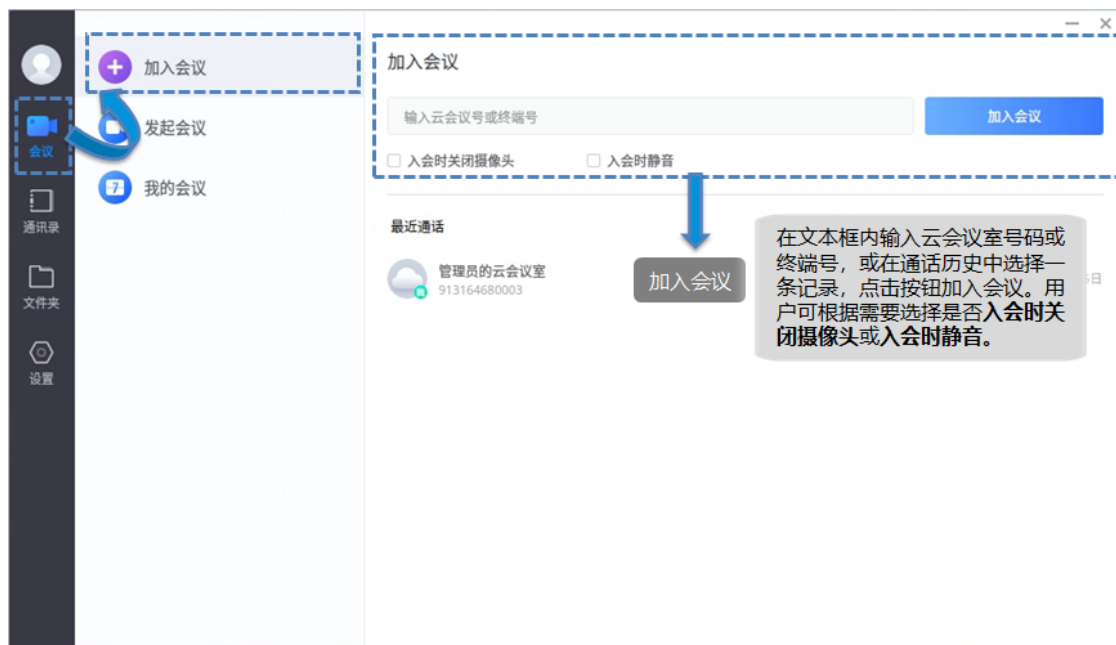 会议
通讯录
文件夹
设置
加入会议
发起会议
7
我的会议
加入会议
输入云会议号或终端号
加入会议
入会时关闭摄像头
入会时静音
最近通话
管理员的云会议室
913164680003
日
加入会议
在文本框内输入云会议室号码或
终端号，或在通话历史中选择一
条记录，点击按钮加入会议。用
户可根据需要选择是否入会时关
闭摄像头或入会时静音。